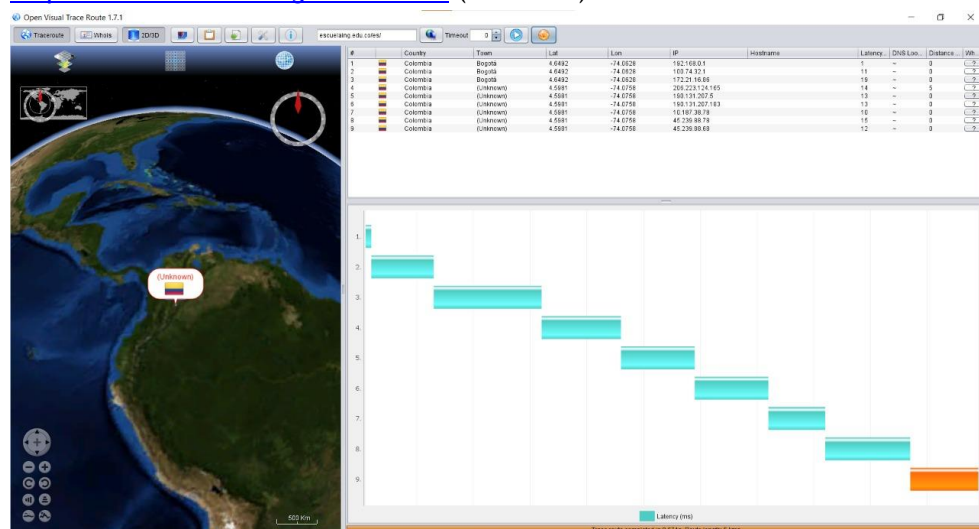 Open Visual Trace Route 1.7.1
Traceroute Whois 2D/3D escuelaing.edu.co/es/ Timeout 0
# Country Town Lat Lon IP Hostname Latency... DNS Loo... Distance... Wh...
1 Colombia Bogotá 4.6492 -74.0628 192.168.0.1 1 ~ 0 ?
2 Colombia Bogotá 4.6492 -74.0628 100.74.32.1 11 ~ 0 ?
3 Colombia Bogotá 4.6492 -74.0628 172.21.16.86 19 ~ 0 ?
4 Colombia (Unknown) 4.5981 -74.0758 206.223.124.165 14 ~ 5 ?
5 Colombia (Unknown) 4.5981 -74.0758 190.131.207.5 13 ~ 0 ?
6 Colombia (Unknown) 4.5981 -74.0758 190.131.207.183 13 ~ 0 ?
7 Colombia (Unknown) 4.5981 -74.0758 10.187.38.78 10 ~ 0 ?
8 Colombia (Unknown) 4.5981 -74.0758 45.239.88.78 15 ~ 0 ?
9 Colombia (Unknown) 4.5981 -74.0758 45.239.88.69 12 ~ 0 ?
(Unknown)
500 Km
1.
2.
3.
4.
5.
6.
7.
8.
9.
Latency (ms)